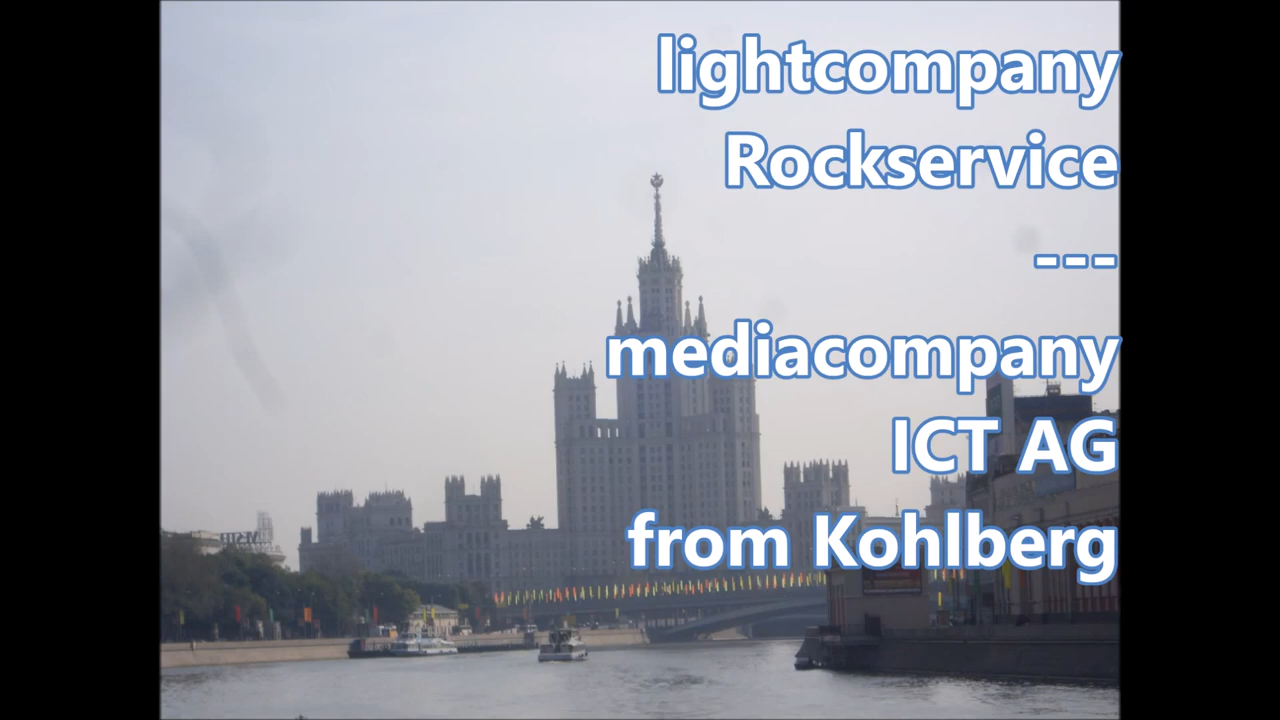 lightcompany
Rockservice
---
mediacompany
ICT AG
from Kohlberg